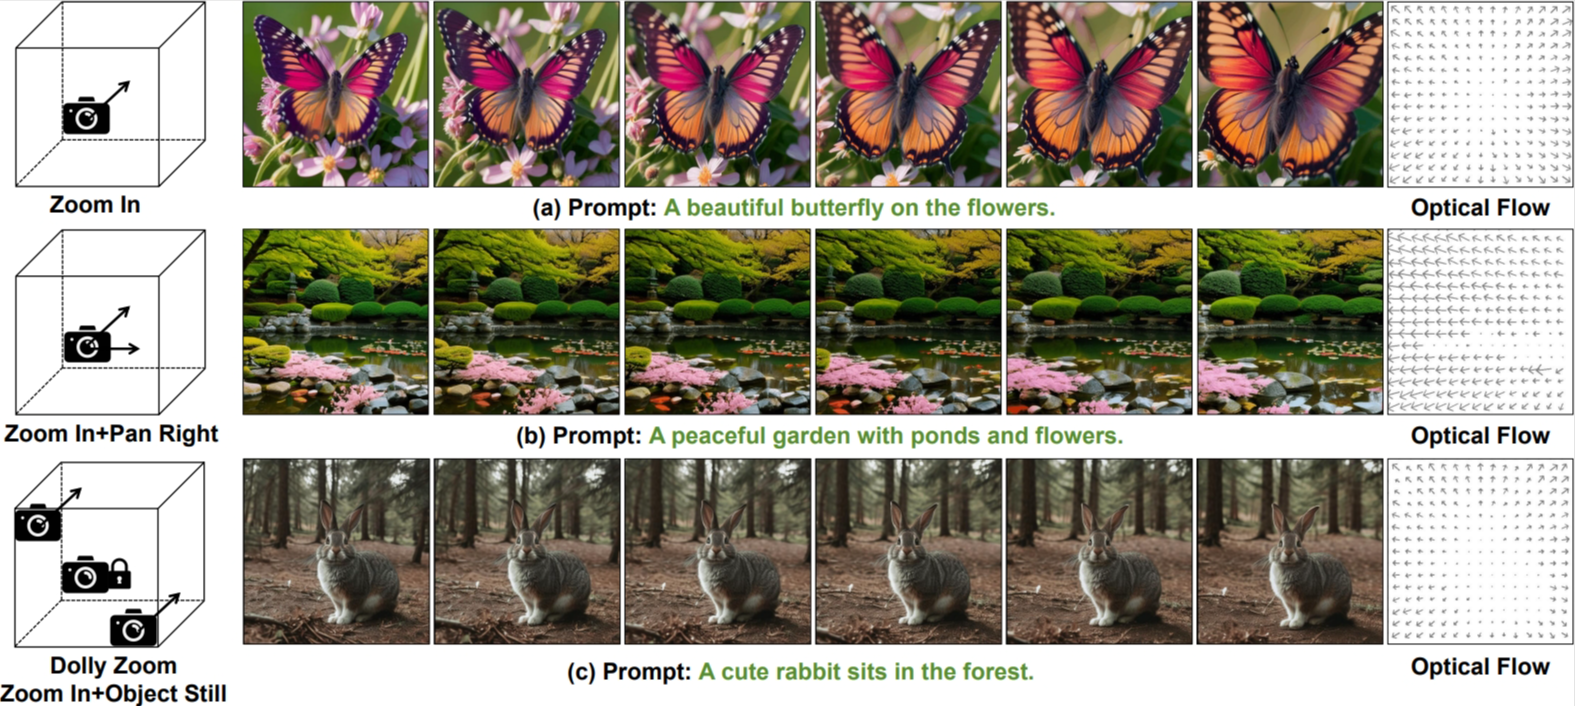 Zoom In
(a) Prompt: A beautiful butterfly on the flowers.
Optical Flow
Zoom In+Pan Right
(b) Prompt: A peaceful garden with ponds and flowers.
Optical Flow
Dolly Zoom
Zoom In+Object Still
(c) Prompt: A cute rabbit sits in the forest.
Optical Flow